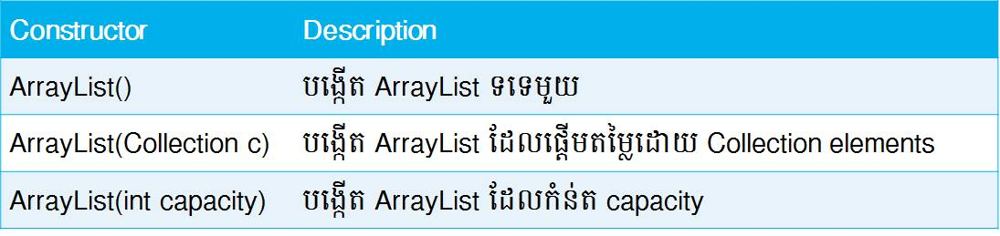 Constructor Description
ArrayList() បង្កើត ArrayList ទទេមួយ
ArrayList(Collection c) បង្កើត ArrayList ដែលផ្តើមតម្លៃដោយ Collection elements
ArrayList(int capacity) បង្កើត ArrayList ដែលកំន់ត capacity